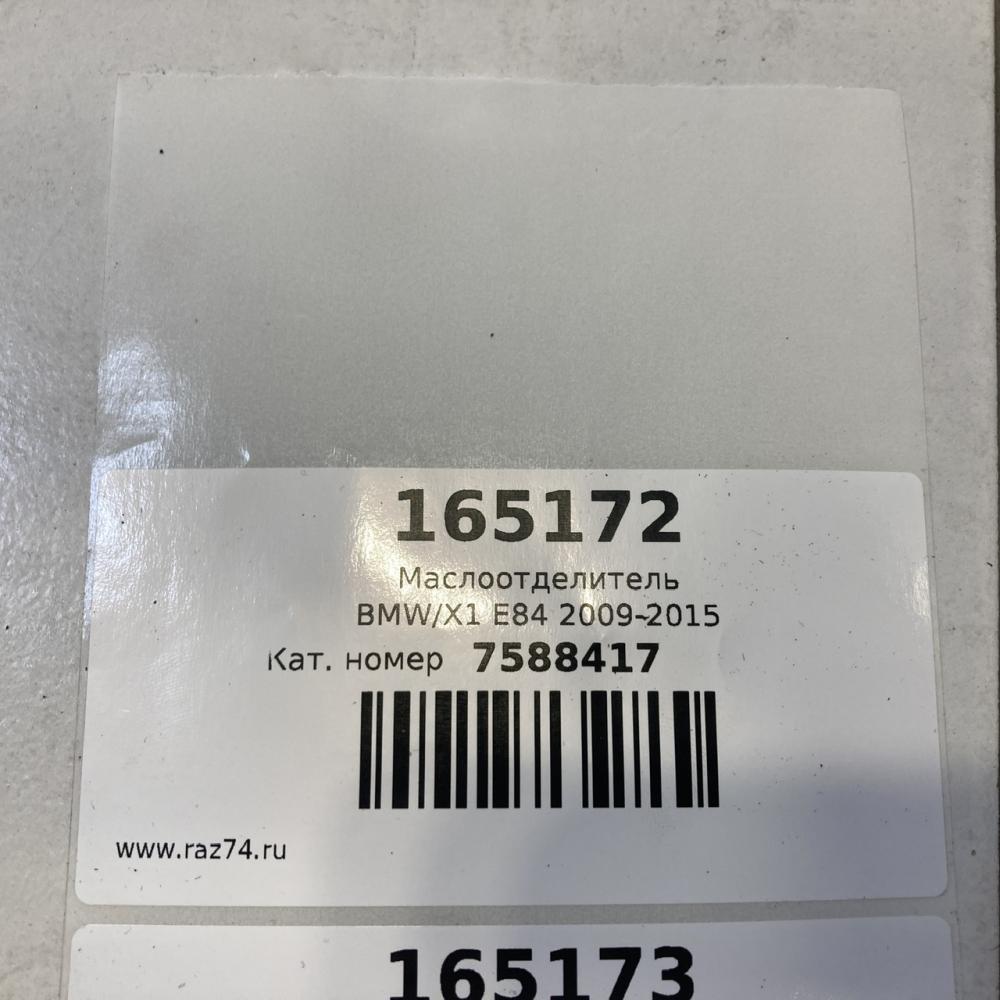 165172
Маслоотделитель
BMW/X1 E84 2009-2015
Кат. номер 7588417
www.raz74.ru
165173